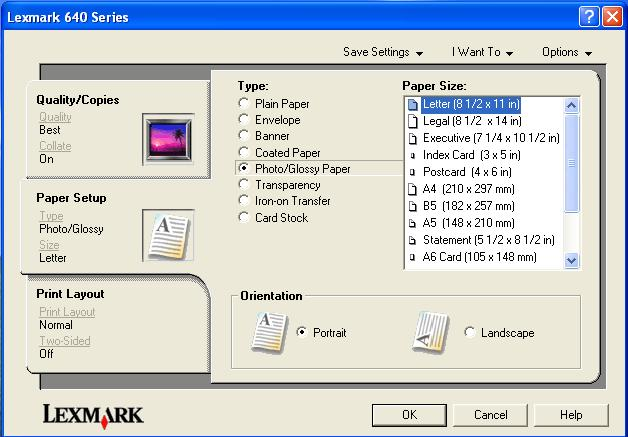 Lexmark 640 Series
Save Settings
I Want To
Options
Quality/Copies
Quality
Best
Collate
On
Paper Setup
Type
Photo/Glossy
Size
Letter
Print Layout
Print Layout
Normal
Two-Sided
Off
Type:
Plain Paper
Envelope
Banner
Coated Paper
Photo/Glossy Paper
Transparency
Iron-on Transfer
Card Stock
Paper Size:
Letter (8 1/2 x 11 in)
Legal (8 1/2 x 14 in)
Executive (7 1/4 x 10 1/2 in)
Index Card (3 x 5 in)
Postcard (4 x 6 in)
A4 (210 x 297 mm)
B5 (182 x 257 mm)
A5 (148 x 210 mm)
Statement (5 1/2 x 8 1/2 in)
A6 Card (105 x 148 mm)
Orientation
A
Portrait
A
Landscape
LEXMARK
OK
Cancel
Help